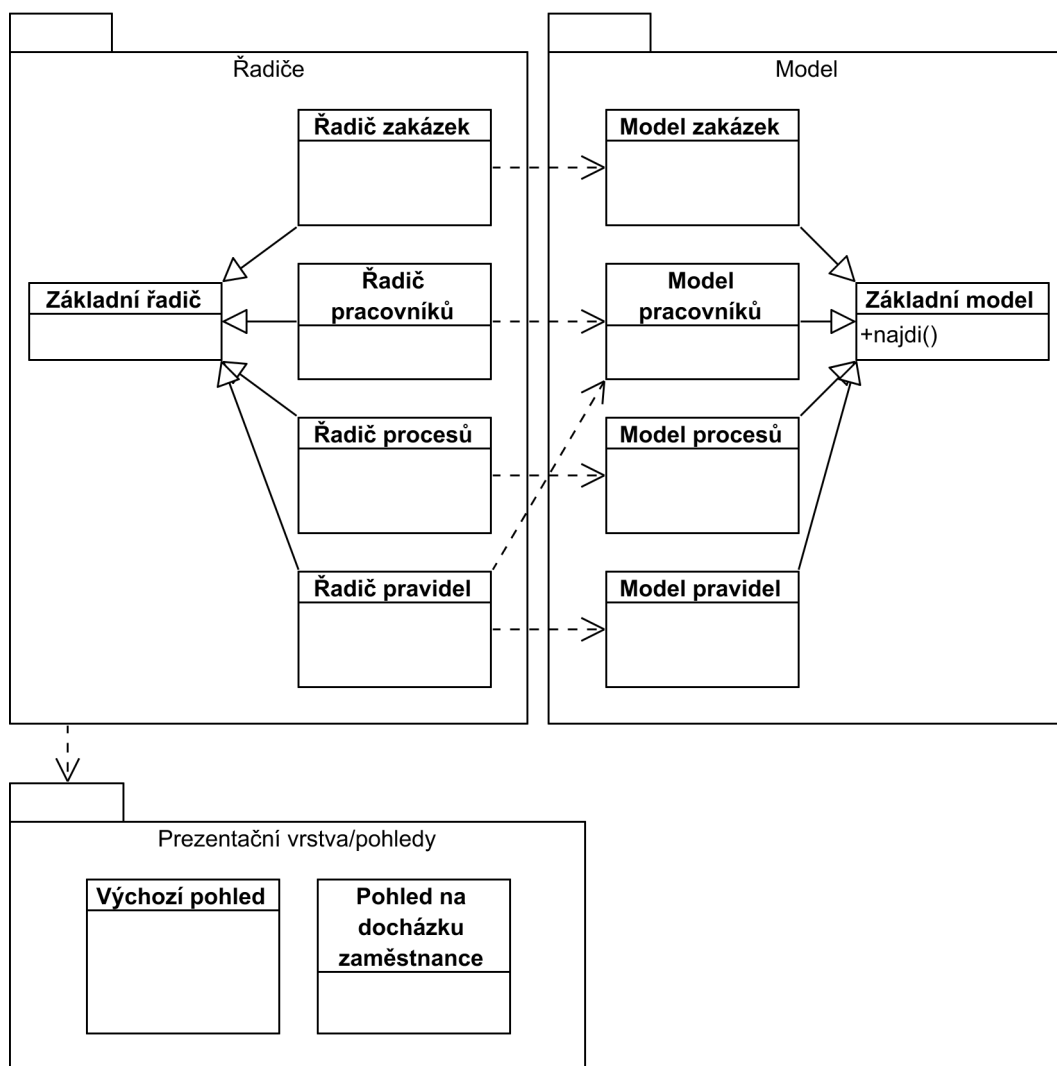 Řadiče
Řadič zakázek
Základní řadič
Řadič
pracovníků
Řadič procesů
Řadič pravidel
Model
Model zakázek
Model
pracovníků
Základní model
+najdi()
Model procesů
Model pravidel
Prezentační vrstva/pohledy
Výchozí pohled
Pohled na
docházku
zaměstnance